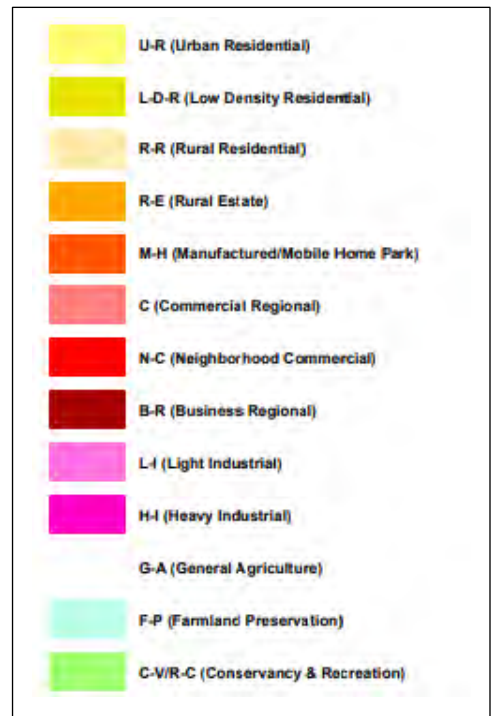 U-R (Urban Residential)
L-D-R (Low Density Residential)
R-R (Rural Residential)
R-E (Rural Estate)
M-H (Manufactured/Mobile Home Park)
C (Commercial Regional)
N-C (Neighborhood Commercial)
B-R (Business Regional)
L-I (Light Industrial)
H-I (Heavy Industrial)
G-A (General Agriculture)
F-P (Farmland Preservation)
C-V/R-C (Conservancy & Recreation)